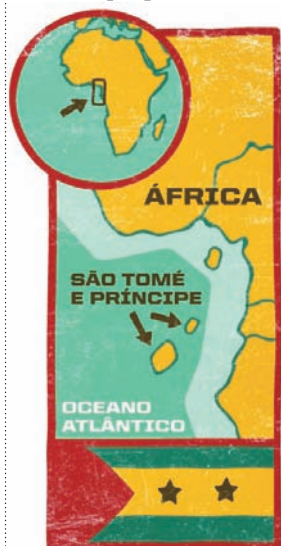 ÁFRICA
SÃO TOMÉ
E PRÍNCIPE
OCEANO
ATLÂNTICO